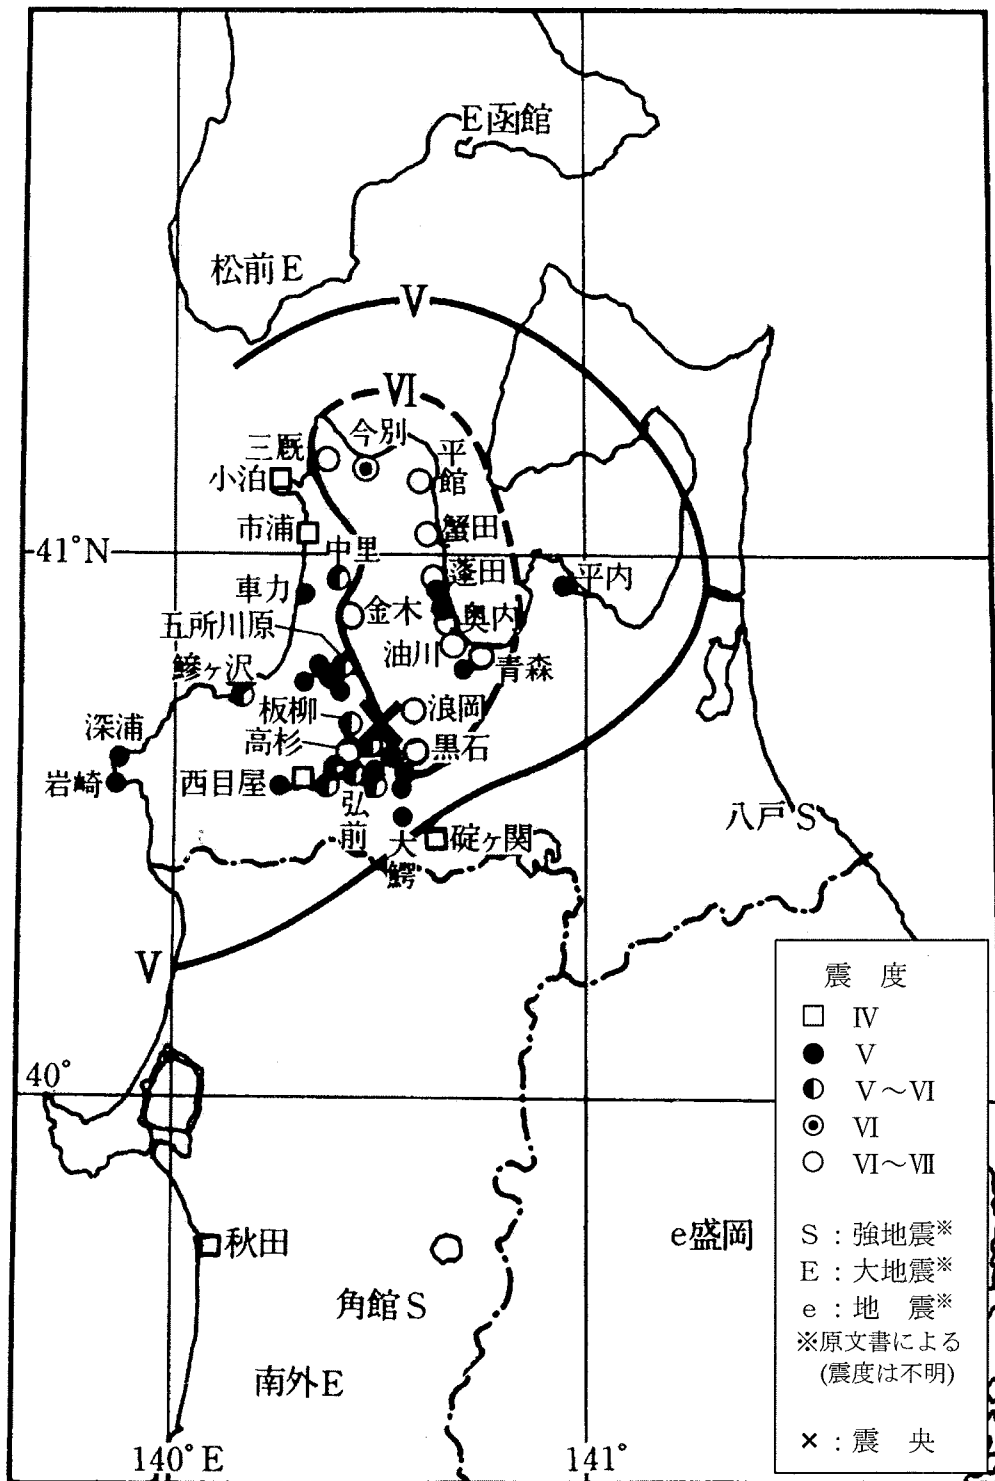 E函館
松前E
V
VI
三厩
今別
平館
小泊
市浦
蟹田
41°N
中里
蓬田
平内
車力
金木
奥内
五所川原
油川
青森
鰺ヶ沢
板柳
浪岡
深浦
高杉
黒石
岩崎
西目屋
弘前
大鰐
碇ヶ関
八戸S
V
40°
秋田
e盛岡
角館S
南外E
140°E
141°
震 度
□ IV
● V
◐ V〜VI
◉ VI
○ VI〜VII
S：強地震※
E：大地震※
e：地 震※
※原文書による
(震度は不明)
×：震 央